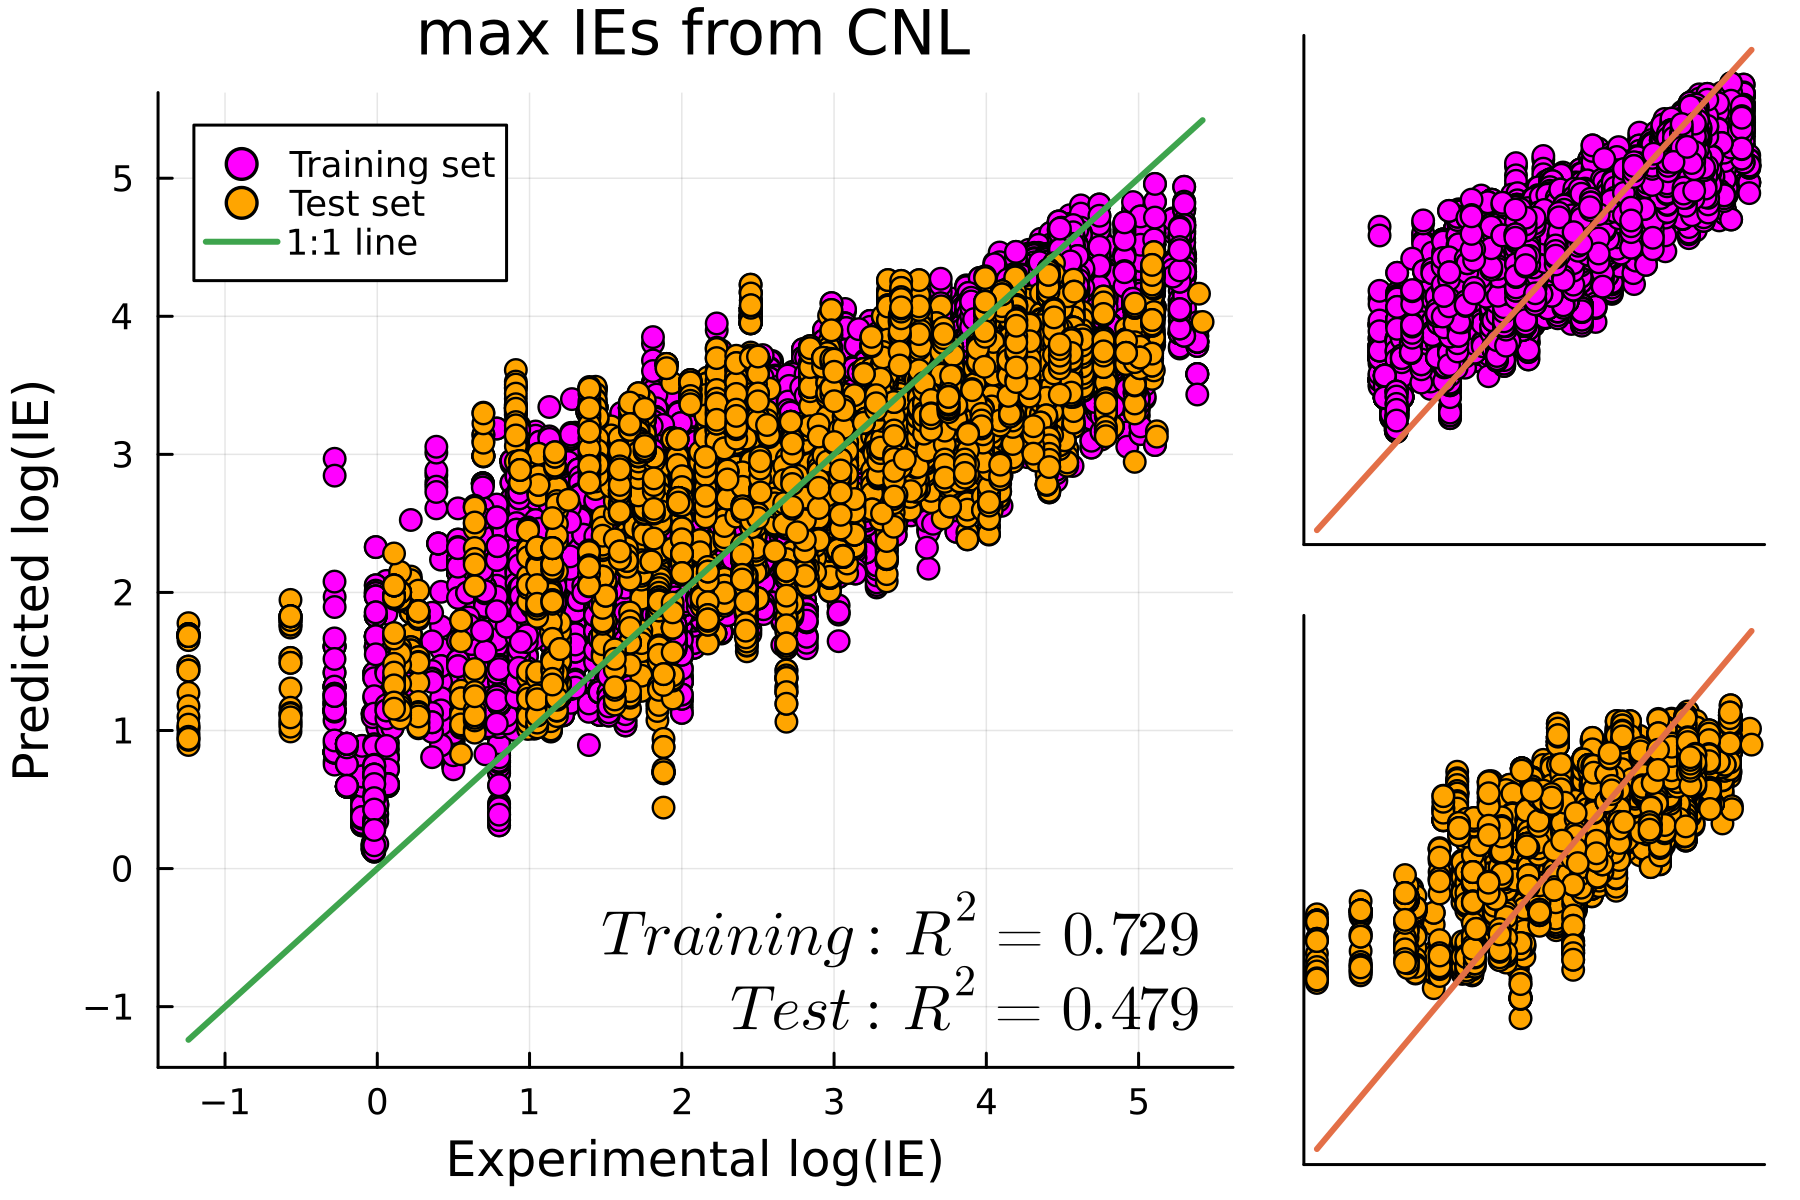 max IEs from CNL
Training set
Test set
1:1 line
Predicted log(IE)
5
4
3
2
1
0
−1
Training: R² = 0.729
Test: R² = 0.479
−1 0 1 2 3 4 5
Experimental log(IE)